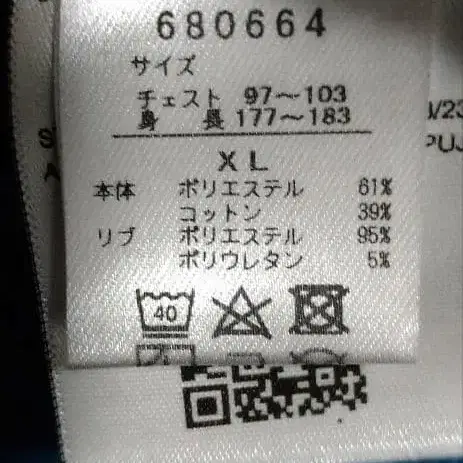 680664
サイズ
チェスト 97～103
身 長 177～183
XL
本体 ポリエステル 61%
コットン 39%
リブ ポリエステル 95%
ポリウレタン 5%
40